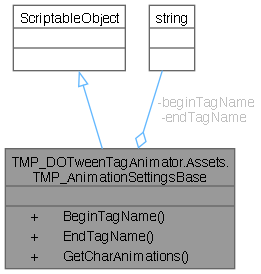 ScriptableObject
string
-beginTagName
-endTagName
TMP_DOTweenTagAnimator.Assets.
TMP_AnimationSettingsBase
+ BeginTagName()
+ EndTagName()
+ GetCharAnimations()